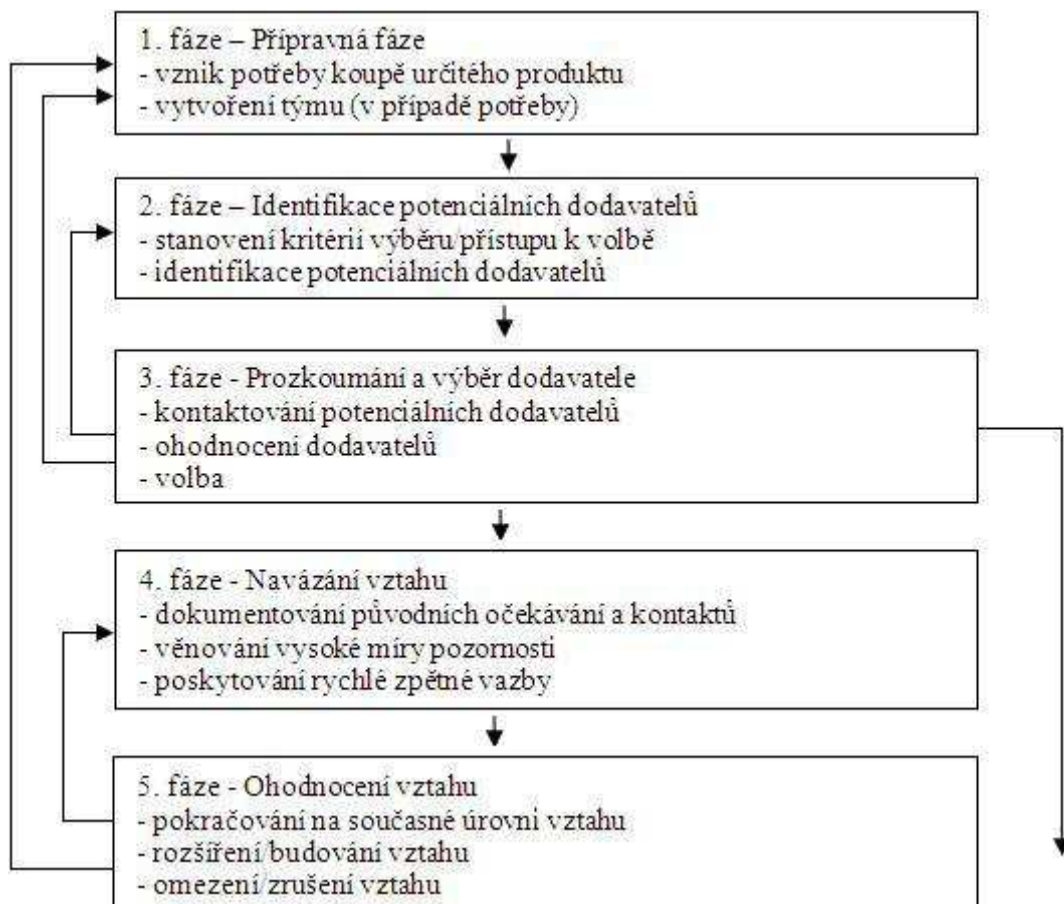 1. fáze – Přípravná fáze
- vznik potřeby koupě určitého produktu
- vytvoření týmu (v případě potřeby)
2. fáze – Identifikace potenciálních dodavatelů
- stanovení kritérií výběru/přístupu k volbě
- identifikace potenciálních dodavatelů
3. fáze - Prozkoumání a výběr dodavatele
- kontaktování potenciálních dodavatelů
- ohodnocení dodavatelů
- volba
4. fáze - Navázání vztahu
- dokumentování původních očekávání a kontaktů
- věnování vysoké míry pozornosti
- poskytování rychlé zpětné vazby
5. fáze - Ohodnocení vztahu
- pokračování na současné úrovni vztahu
- rozšíření/budování vztahu
- omezení/zrušení vztahu